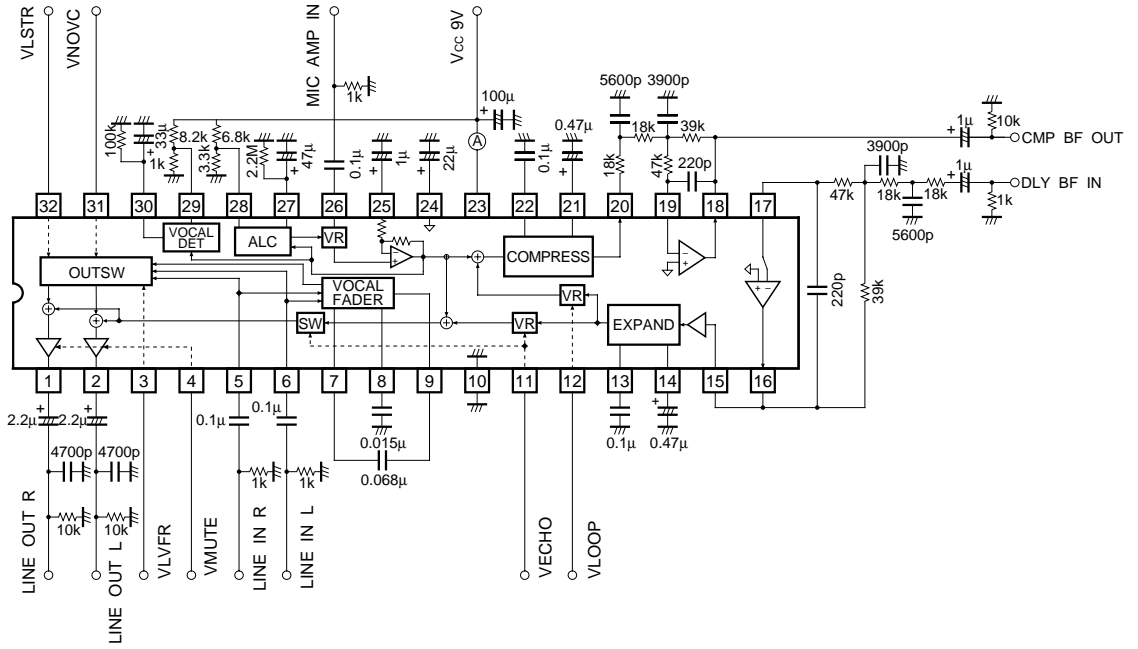 VLSTR
VNOVC
MIC AMP IN
Vcc 9V
1k
100k
33μ
+
1k
8.2k
3.3k
6.8k
2.2M
47μ
+
0.1μ
1μ
+
22μ
+
100μ
+
A
0.1μ
0.47μ
+
5600p
3900p
18k
39k
18k
47k
220p
1μ
+
10k
CMP BF OUT
3900p
1μ
+
DLY BF IN
47k
18k
18k
1k
5600p
32
31
30
29
28
27
26
25
24
23
22
21
20
19
18
17
VOCAL DET
ALC
VR
COMPRESS
OUTSW
VOCAL FADER
VR
SW
VR
EXPAND
220p
39k
1
2
3
4
5
6
7
8
9
10
11
12
13
14
15
16
2.2μ
+
2.2μ
+
0.1μ
0.1μ
0.015μ
0.068μ
0.1μ
+
0.47μ
4700p
4700p
1k
1k
10k
10k
LINE OUT R
LINE OUT L
VLVFR
VMUTE
LINE IN R
LINE IN L
VECHO
VLOOP